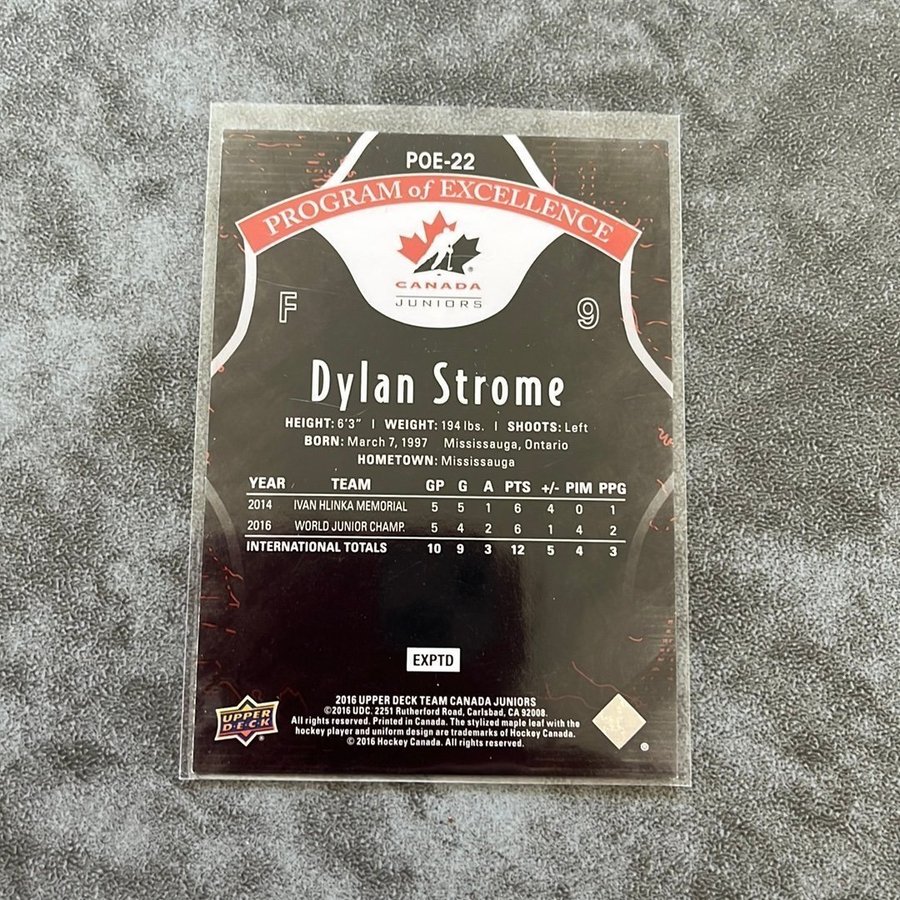 POE-22
PROGRAM of EXCELLENCE
CANADA
JUNIORS
F 9
Dylan Strome
HEIGHT: 6'3" | WEIGHT: 194 lbs. | SHOOTS: Left
BORN: March 7, 1997 Mississauga, Ontario
HOMETOWN: Mississauga
YEAR TEAM GP G A PTS +/- PIM PPG
2014 IVAN HLINKA MEMORIAL 5 5 1 6 4 0 1
2016 WORLD JUNIOR CHAMP. 5 4 2 6 1 4 2
INTERNATIONAL TOTALS 10 9 3 12 5 4 3
EXPTD
2016 UPPER DECK TEAM CANADA JUNIORS
©2016 UDC. 2251 Rutherford Road, Carlsbad, CA 92008.
All rights reserved. Printed in Canada. The stylized maple leaf with the
hockey player and uniform design are trademarks of Hockey Canada.
© 2016 Hockey Canada. All rights reserved.
UPPER
DECK
®